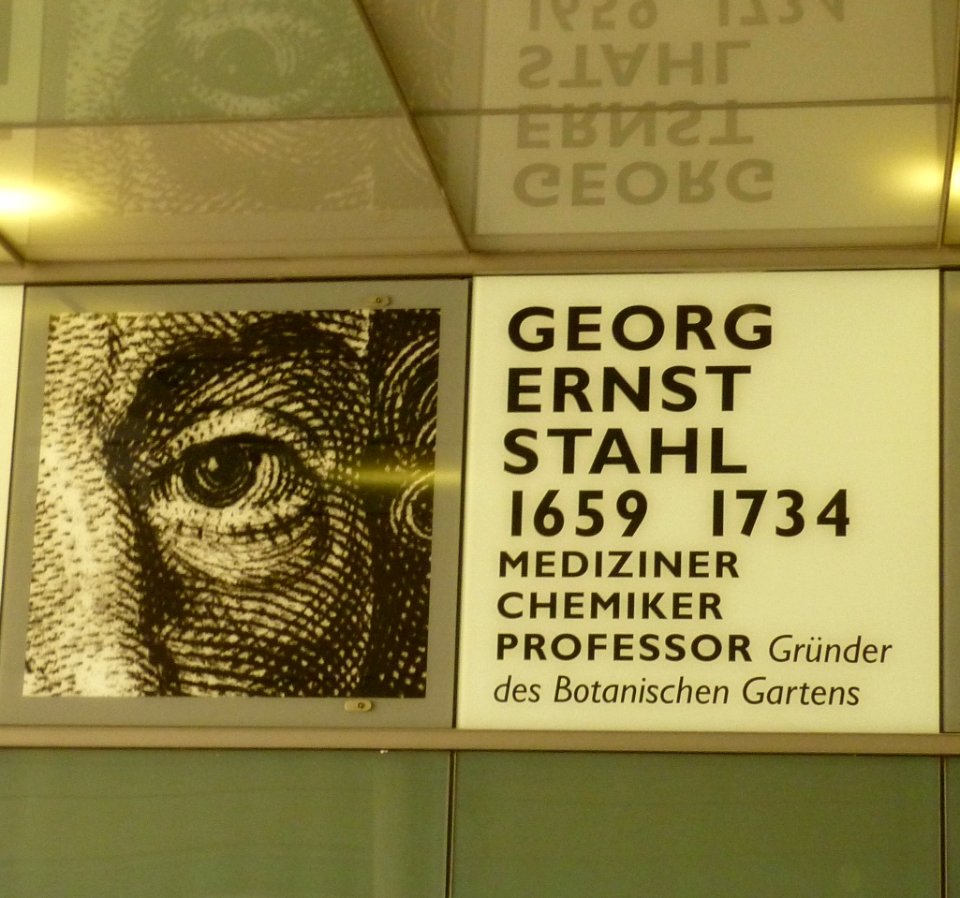 GEORG
ERNST
STAHL
1659 1734
MEDIZINER
CHEMIKER
PROFESSOR Gründer
des Botanischen Gartens